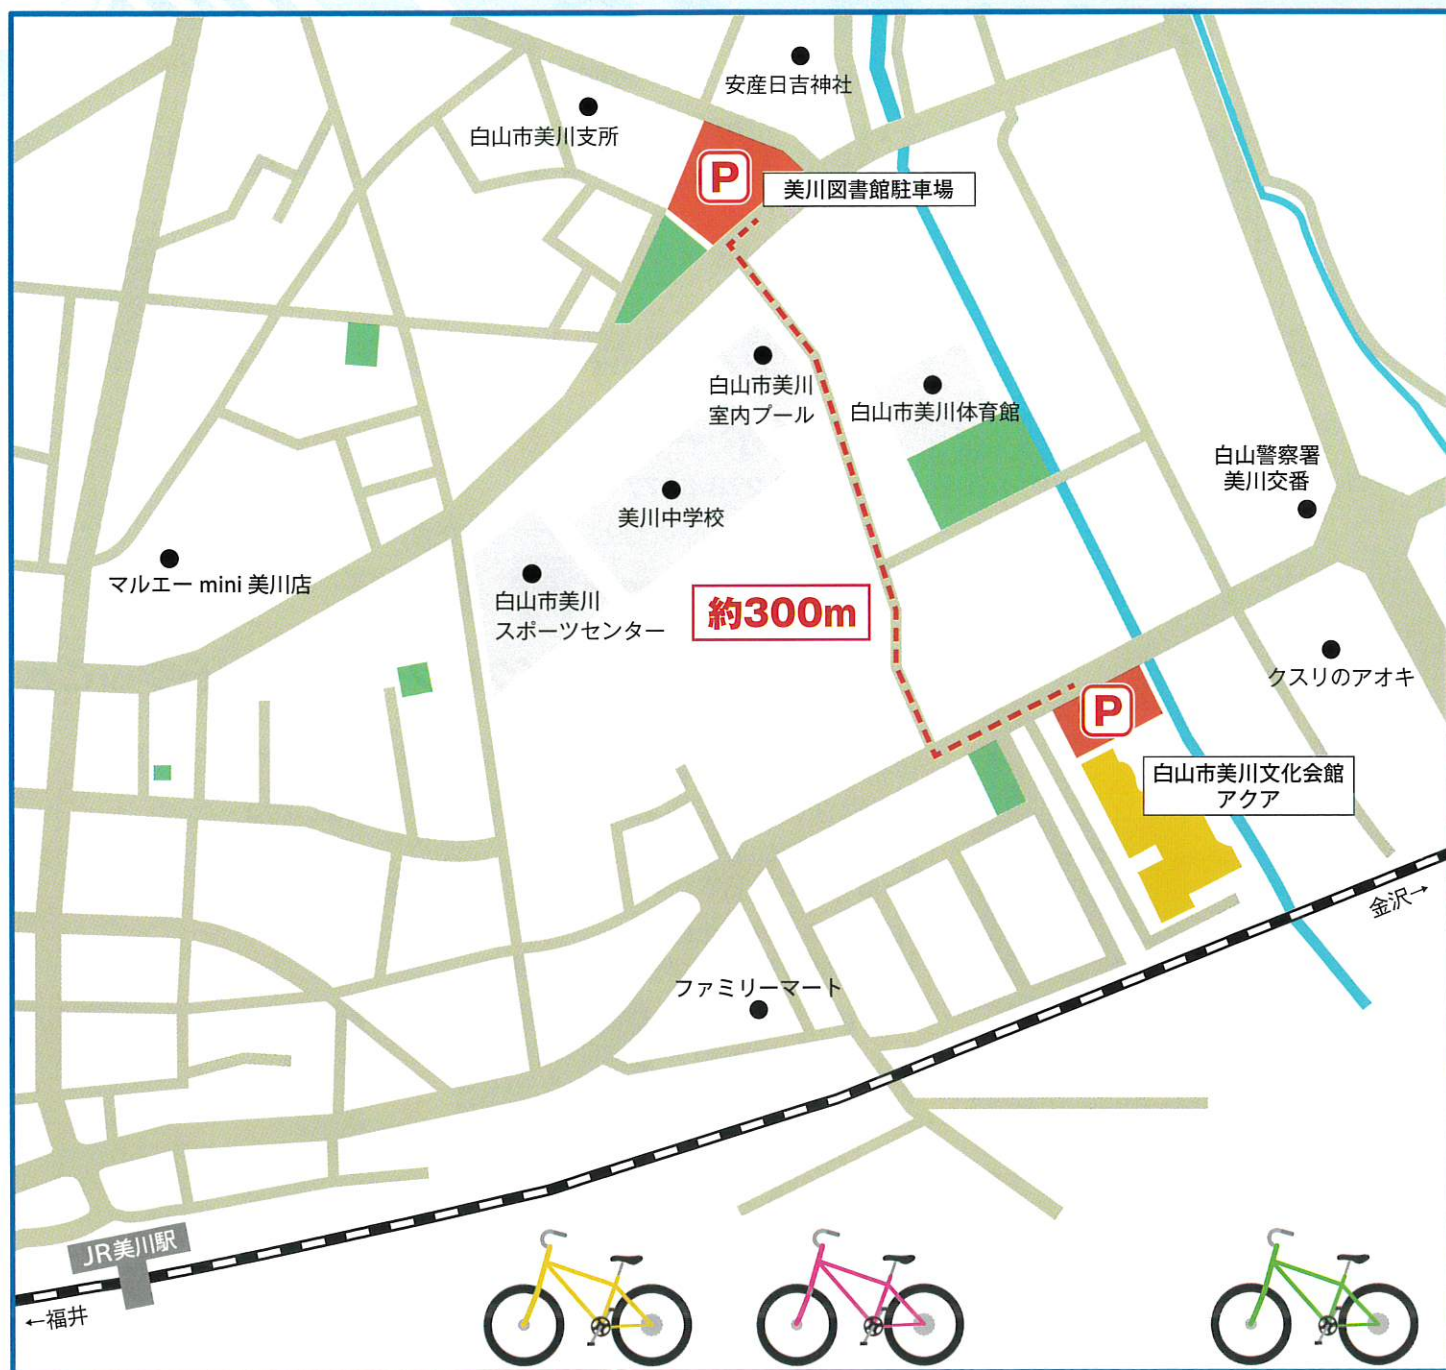 安産日吉神社
白山市美川支所
P
美川図書館駐車場
白山市美川
室内プール
白山市美川体育館
白山警察署
美川交番
美川中学校
マルエー mini 美川店
白山市美川
スポーツセンター
約300m
クスリのアオキ
P
白山市美川文化会館
アクア
金沢→
ファミリーマート
JR美川駅
←福井